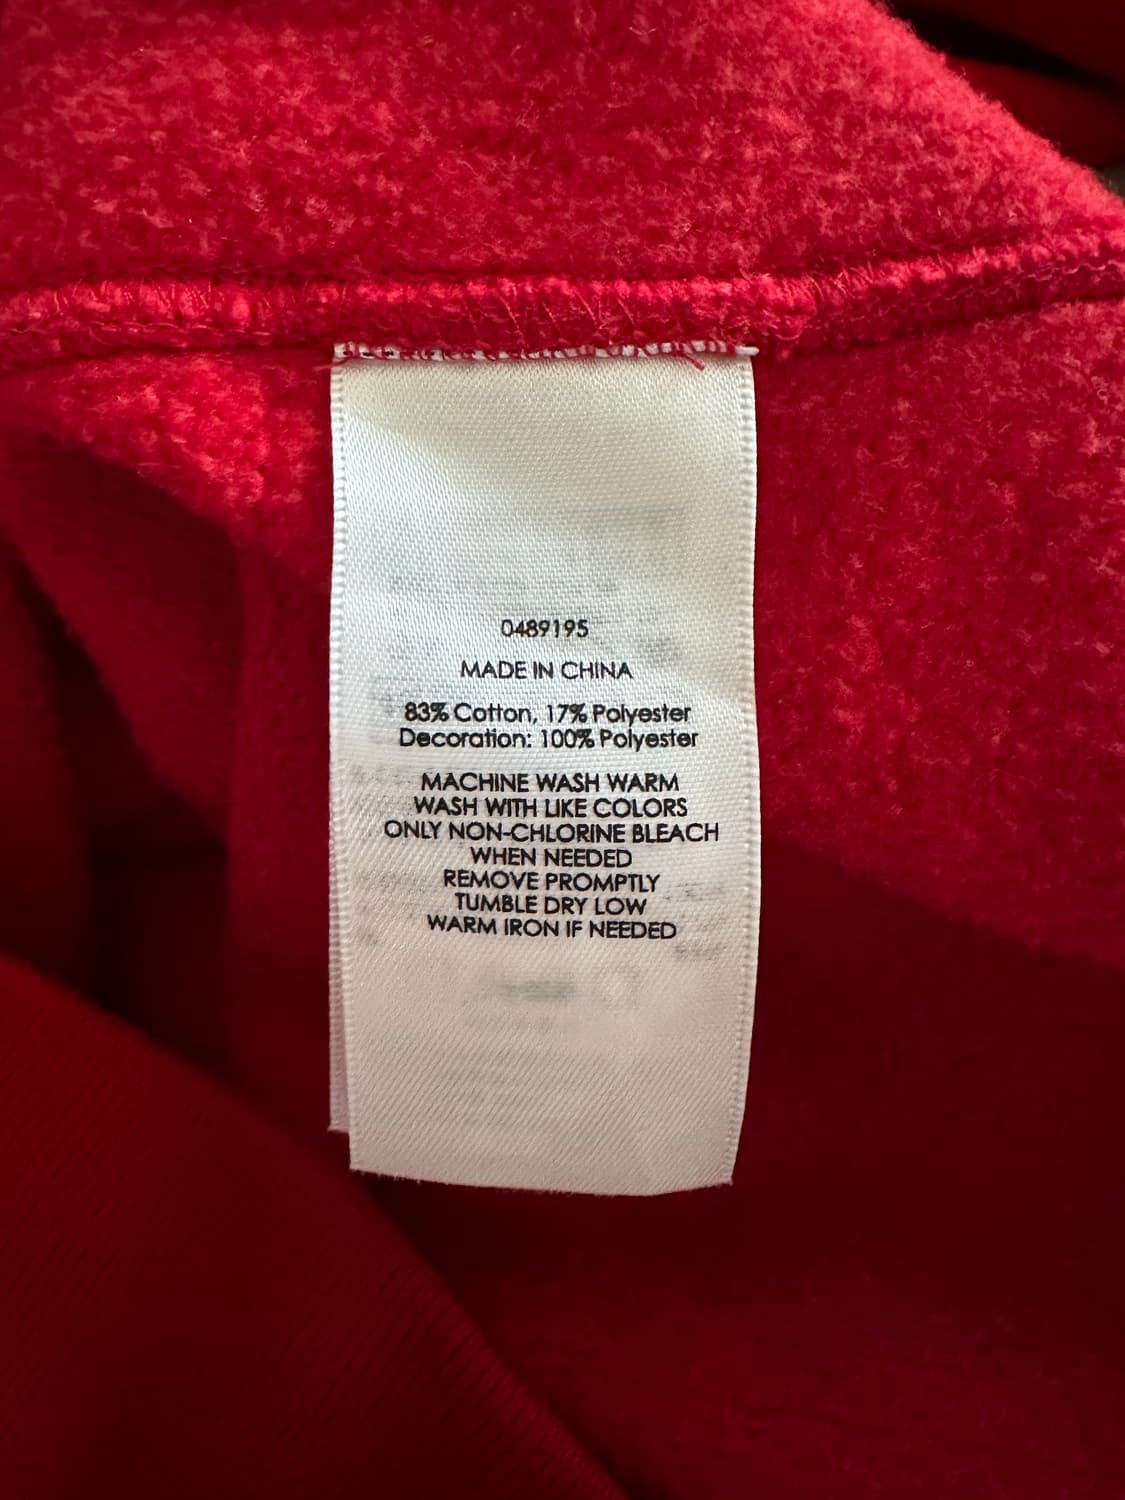 0489195
MADE IN CHINA
83% Cotton, 17% Polyester
Decoration: 100% Polyester
MACHINE WASH WARM
WASH WITH LIKE COLORS
ONLY NON-CHLORINE BLEACH
WHEN NEEDED
REMOVE PROMPTLY
TUMBLE DRY LOW
WARM IRON IF NEEDED